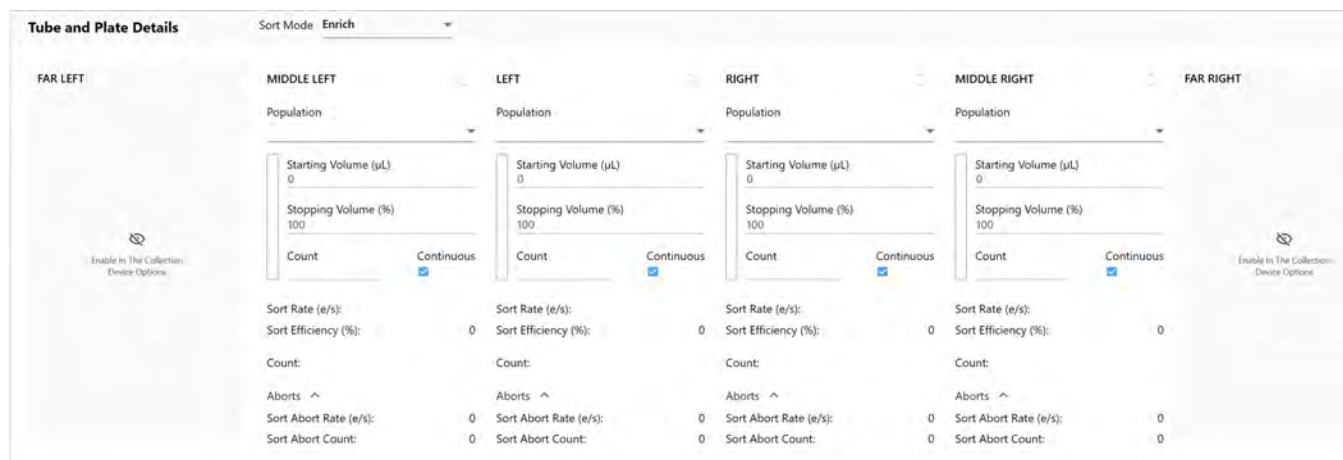 Tube and Plate Details
Sort Mode Enrich
FAR LEFT
Enable In The Collection
Device Options
MIDDLE LEFT
Population
Starting Volume (µL)
0
Stopping Volume (%)
100
Count Continuous
Sort Rate (e/s):
Sort Efficiency (%): 0
Count:
Aborts
Sort Abort Rate (e/s): 0
Sort Abort Count: 0
LEFT
Population
Starting Volume (µL)
0
Stopping Volume (%)
100
Count Continuous
Sort Rate (e/s):
Sort Efficiency (%): 0
Count:
Aborts
Sort Abort Rate (e/s): 0
Sort Abort Count: 0
RIGHT
Population
Starting Volume (µL)
0
Stopping Volume (%)
100
Count Continuous
Sort Rate (e/s):
Sort Efficiency (%): 0
Count:
Aborts
Sort Abort Rate (e/s): 0
Sort Abort Count: 0
MIDDLE RIGHT
Population
Starting Volume (µL)
0
Stopping Volume (%)
100
Count Continuous
Sort Rate (e/s):
Sort Efficiency (%): 0
Count:
Aborts
Sort Abort Rate (e/s): 0
Sort Abort Count: 0
FAR RIGHT
Enable In The Collection
Device Options